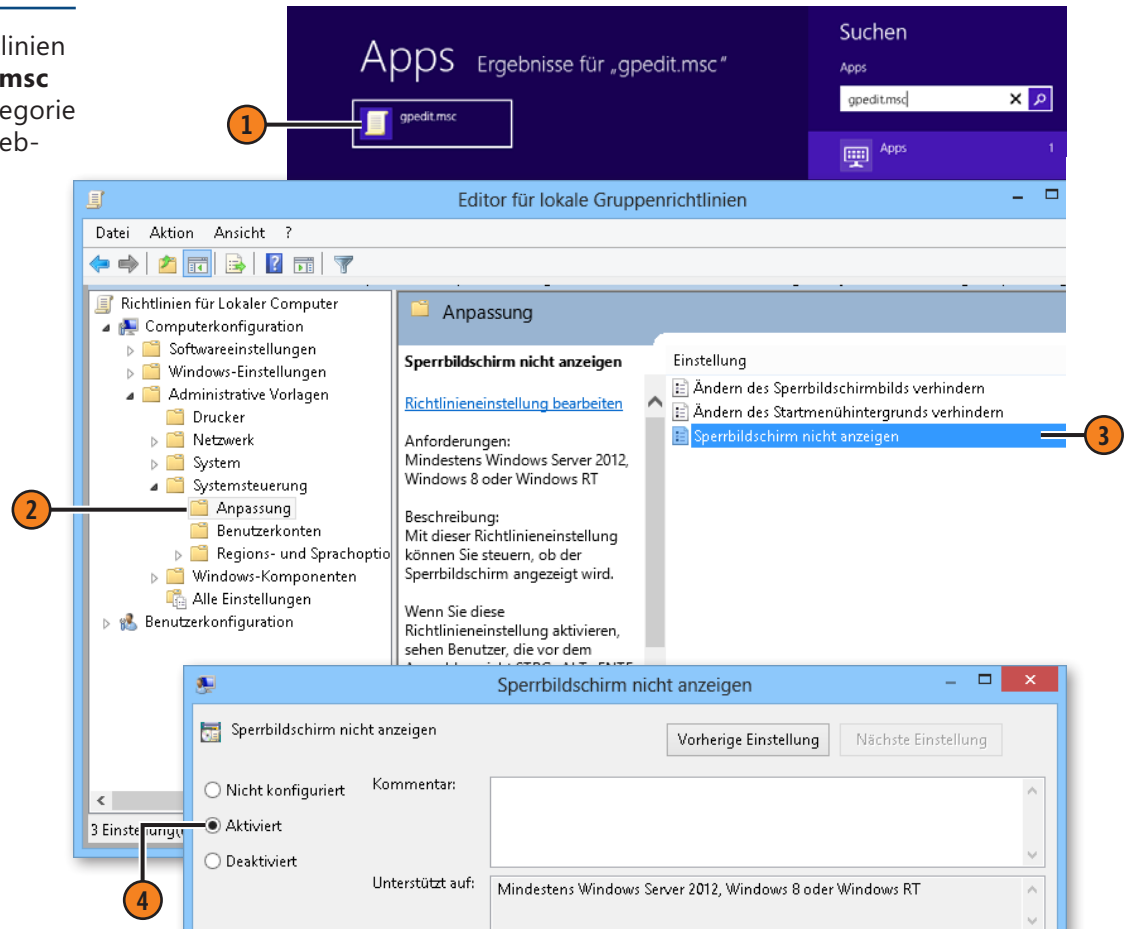 linien
msc
egorie
eb-
Apps Ergebnisse für „gpedit.msc"
gpedit.msc
Suchen
Apps
gpedit.msc
Apps 1
1
Editor für lokale Gruppenrichtlinien
Datei Aktion Ansicht ?
Richtlinien für Lokaler Computer
Computerkonfiguration
Softwareeinstellungen
Windows-Einstellungen
Administrative Vorlagen
Drucker
Netzwerk
System
Systemsteuerung
Anpassung
Benutzerkonten
Regions- und Sprachoptio
Windows-Komponenten
Alle Einstellungen
Benutzerkonfiguration
2
Anpassung
Sperrbildschirm nicht anzeigen
Richtlinieneinstellung bearbeiten
Anforderungen:
Mindestens Windows Server 2012,
Windows 8 oder Windows RT
Beschreibung:
Mit dieser Richtlinieneinstellung
können Sie steuern, ob der
Sperrbildschirm angezeigt wird.
Wenn Sie diese
Richtlinieneinstellung aktivieren,
sehen Benutzer, die vor dem
Einstellung
Ändern des Sperrbildschirmbilds verhindern
Ändern des Startmenühintergrunds verhindern
Sperrbildschirm nicht anzeigen
3
3
Sperrbildschirm nicht anzeigen
Sperrbildschirm nicht anzeigen
Vorherige Einstellung
Nächste Einstellung
Nicht konfiguriert
Aktiviert
Deaktiviert
Kommentar:
Unterstützt auf:
Mindestens Windows Server 2012, Windows 8 oder Windows RT
4